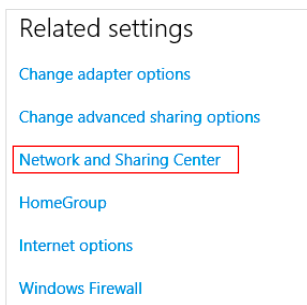 Related settings
Change adapter options
Change advanced sharing options
Network and Sharing Center
HomeGroup
Internet options
Windows Firewall